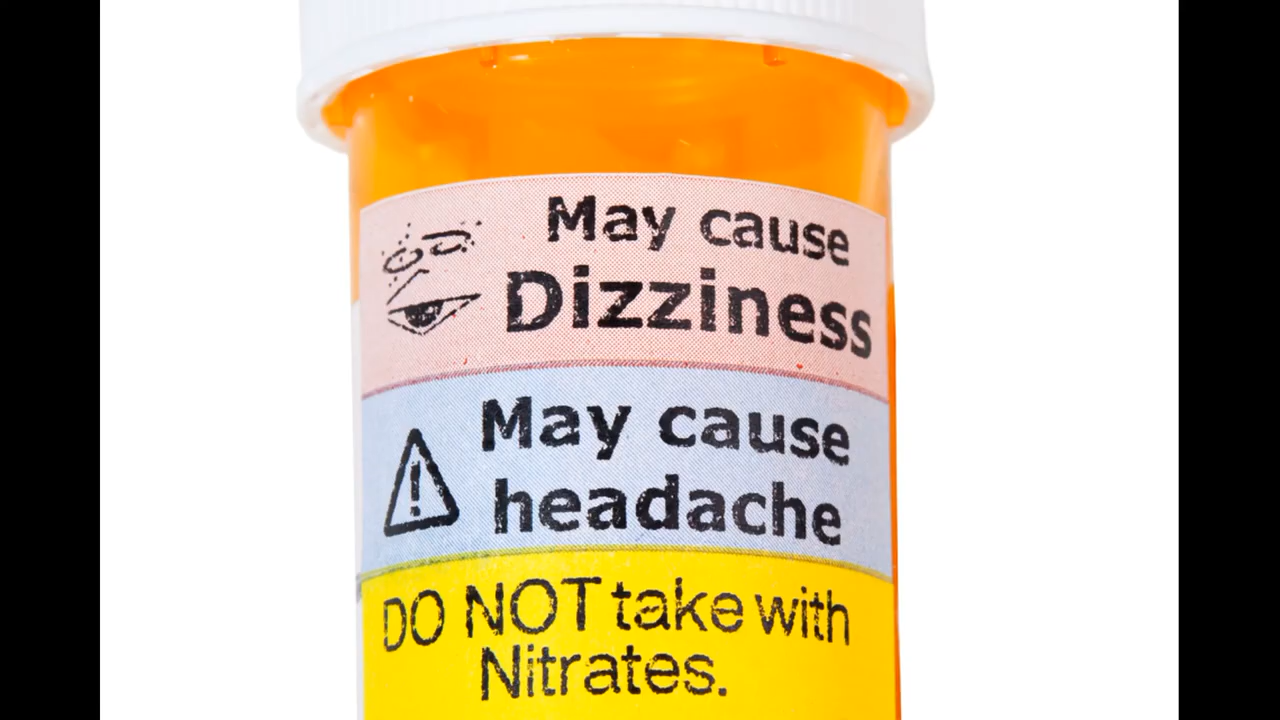 May cause
Dizziness
May cause
headache
DO NOT take with
Nitrates.